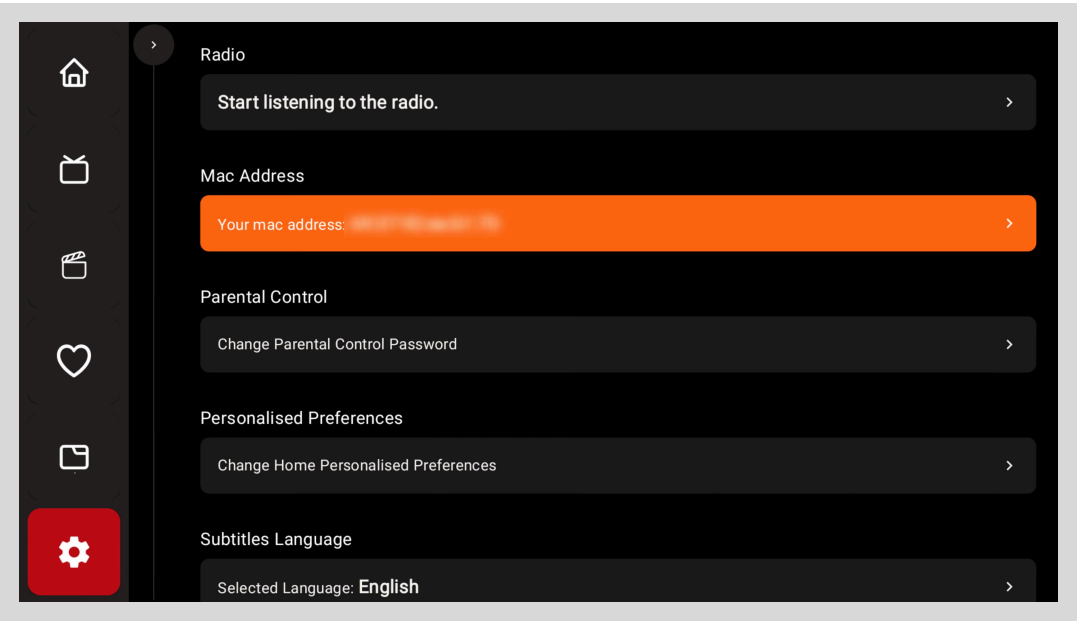 Radio
Start listening to the radio.
Mac Address
Your mac address:
Parental Control
Change Parental Control Password
Personalised Preferences
Change Home Personalised Preferences
Subtitles Language
Selected Language: English